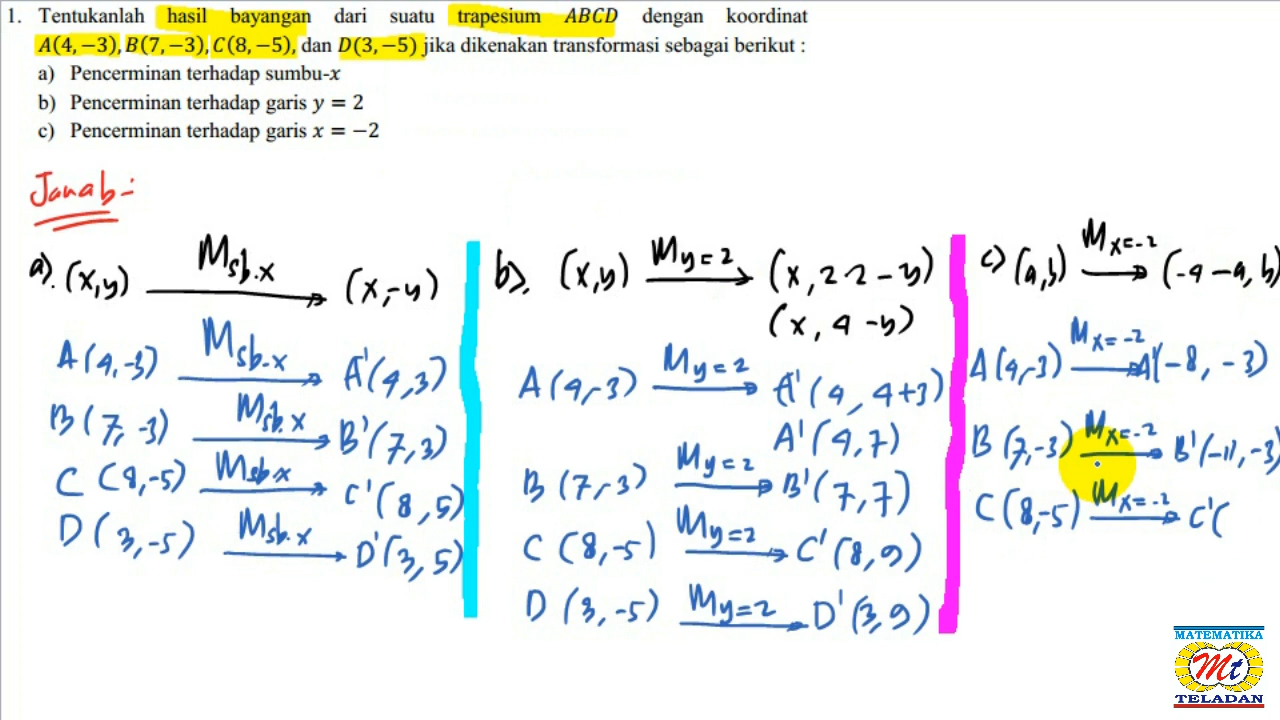 1. Tentukanlah hasil bayangan dari suatu trapesium ABCD dengan koordinat
A(4,−3), B(7,−3), C(8,−5), dan D(3,−5) jika dikenakan transformasi sebagai berikut :
a) Pencerminan terhadap sumbu-x
b) Pencerminan terhadap garis y = 2
c) Pencerminan terhadap garis x = −2
Jawab :
a). (x,y) Msb.x (x,-y)
A(4,-3) Msb.x A'(4,3)
B(7,-3) Msb.x B'(7,3)
C(8,-5) Msb.x C'(8,5)
D(3,-5) Msb.x D'(3,5)
b). (x,y) My=2 (x, 2.2-y)
(x, 4-y)
A(4,-3) My=2 A'(4, 4+3)
A'(4,7)
B(7,-3) My=2 B'(7,7)
C(8,-5) My=2 C'(8,9)
D(3,-5) My=2 D'(3,9)
c) (a,b) Mx=-2 (-4-a, b)
A(4,-3) Mx=-2 A'(-8, -3)
B(7,-3) Mx=-2 B'(-11,-3)
C(8,-5) Mx=-2 C'(
MATEMATIKA
Mt
TELADAN